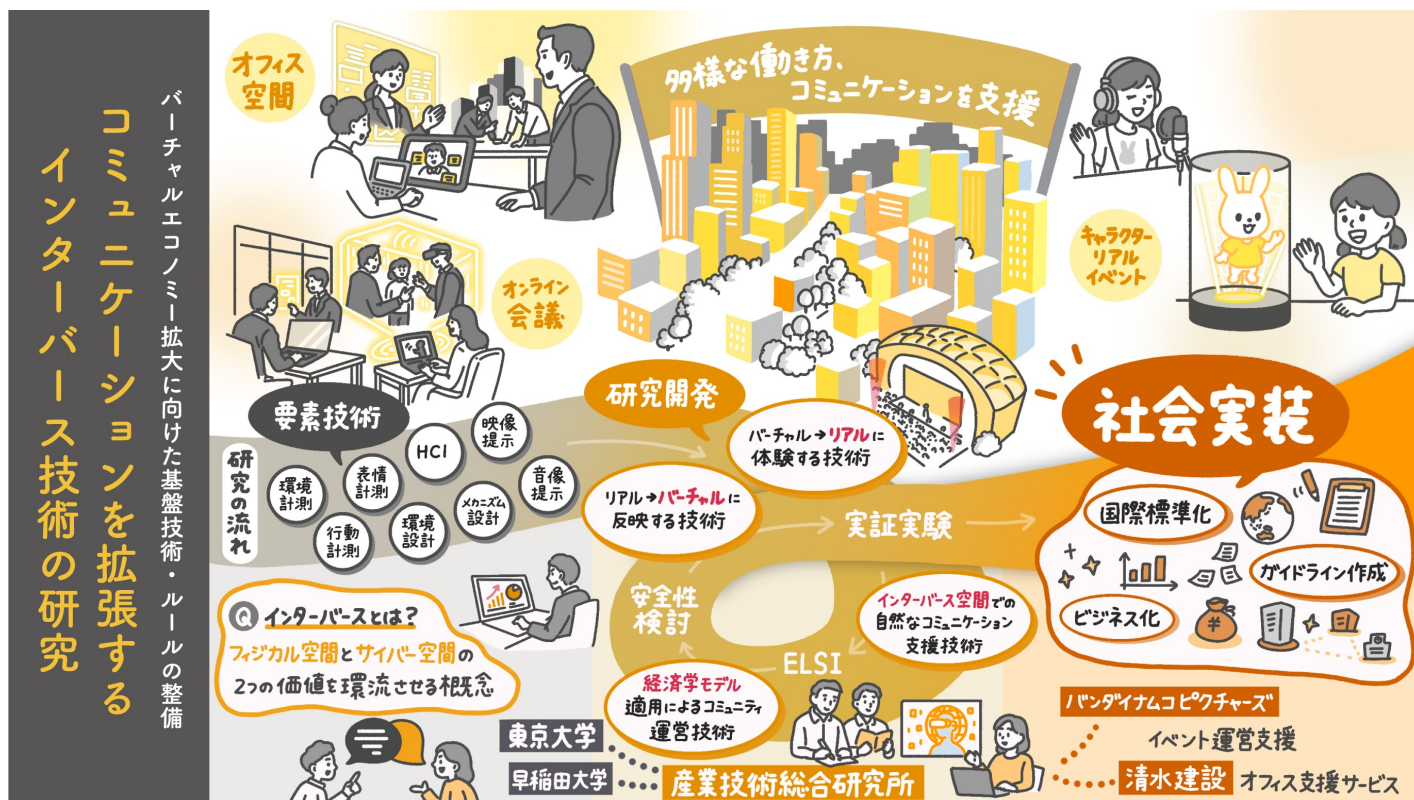 バーチャルエコノミー拡大に向けた基盤技術・ルールの整備
コミュニケーションを拡張する
インターバース技術の研究
オフィス
空間
多様な働き方、
コミュニケーションを支援
オンライン
会議
キャラクター
リアル
イベント
研究の流れ
要素技術
環境
計測
表情
計測
HCI
映像
提示
行動
計測
環境
設計
メカニズム
設計
音像
提示
研究開発
リアル→バーチャルに
反映する技術
バーチャル→リアルに
体験する技術
実証実験
社会実装
国際標準化
ガイドライン作成
ビジネス化
安全性
検討
ELSI
インターバース空間での
自然なコミュニケーション
支援技術
経済学モデル
適用によるコミュニティ
運営技術
Q インターバースとは?
フィジカル空間とサイバー空間の
2つの価値を環流させる概念
東京大学
早稲田大学
産業技術総合研究所
バンダイナムコピクチャーズ
イベント運営支援
清水建設 オフィス支援サービス